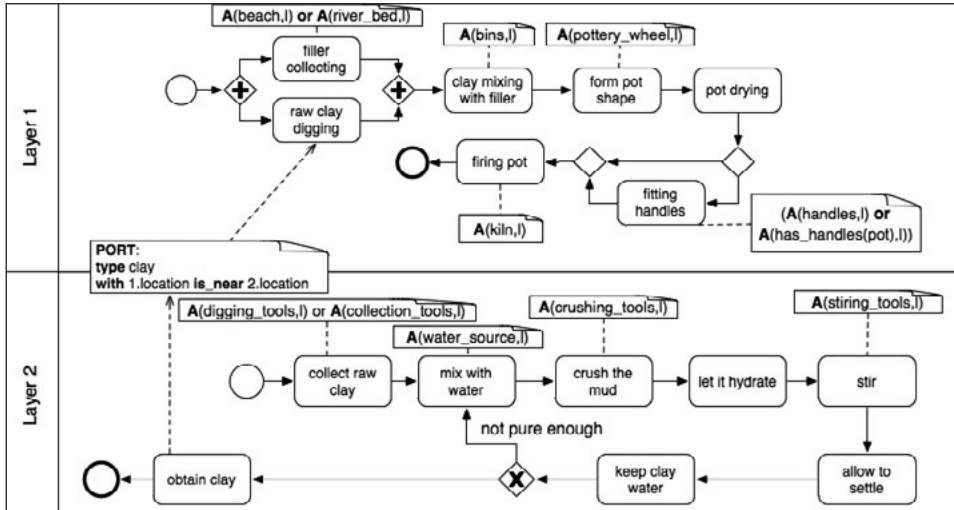 Layer 1
A(beach,l) or A(river_bed,l)
filler
collecting
raw clay
digging
A(bins,l)
clay mixing
with filler
A(pottery_wheel,l)
form pot
shape
pot drying
firing pot
A(kiln,l)
fitting
handles
(A(handles,l) or
A(has_handles(pot),l))
PORT:
type clay
with 1.location is_near 2.location
Layer 2
A(digging_tools,l) or A(collection_tools,l)
collect raw
clay
A(water_source,l)
mix with
water
A(crushing_tools,l)
crush the
mud
let it hydrate
A(stiring_tools,l)
stir
not pure enough
X
obtain clay
keep clay
water
allow to
settle